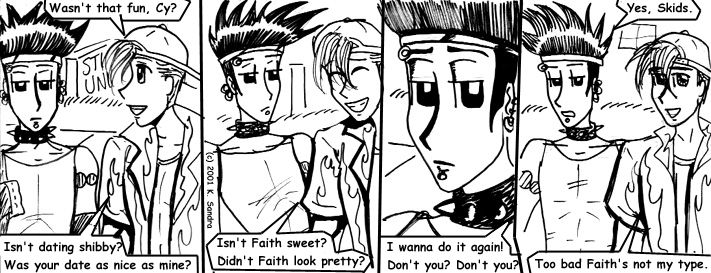 Wasn't that fun, Cy?
ST
UN
Isn't dating shibby?
Was your date as nice as mine?
(c) 2001 K. Sandra
Isn't Faith sweet?
Didn't Faith look pretty?
I wanna do it again!
Don't you? Don't you?
Yes, Skids.
Too bad Faith's not my type.